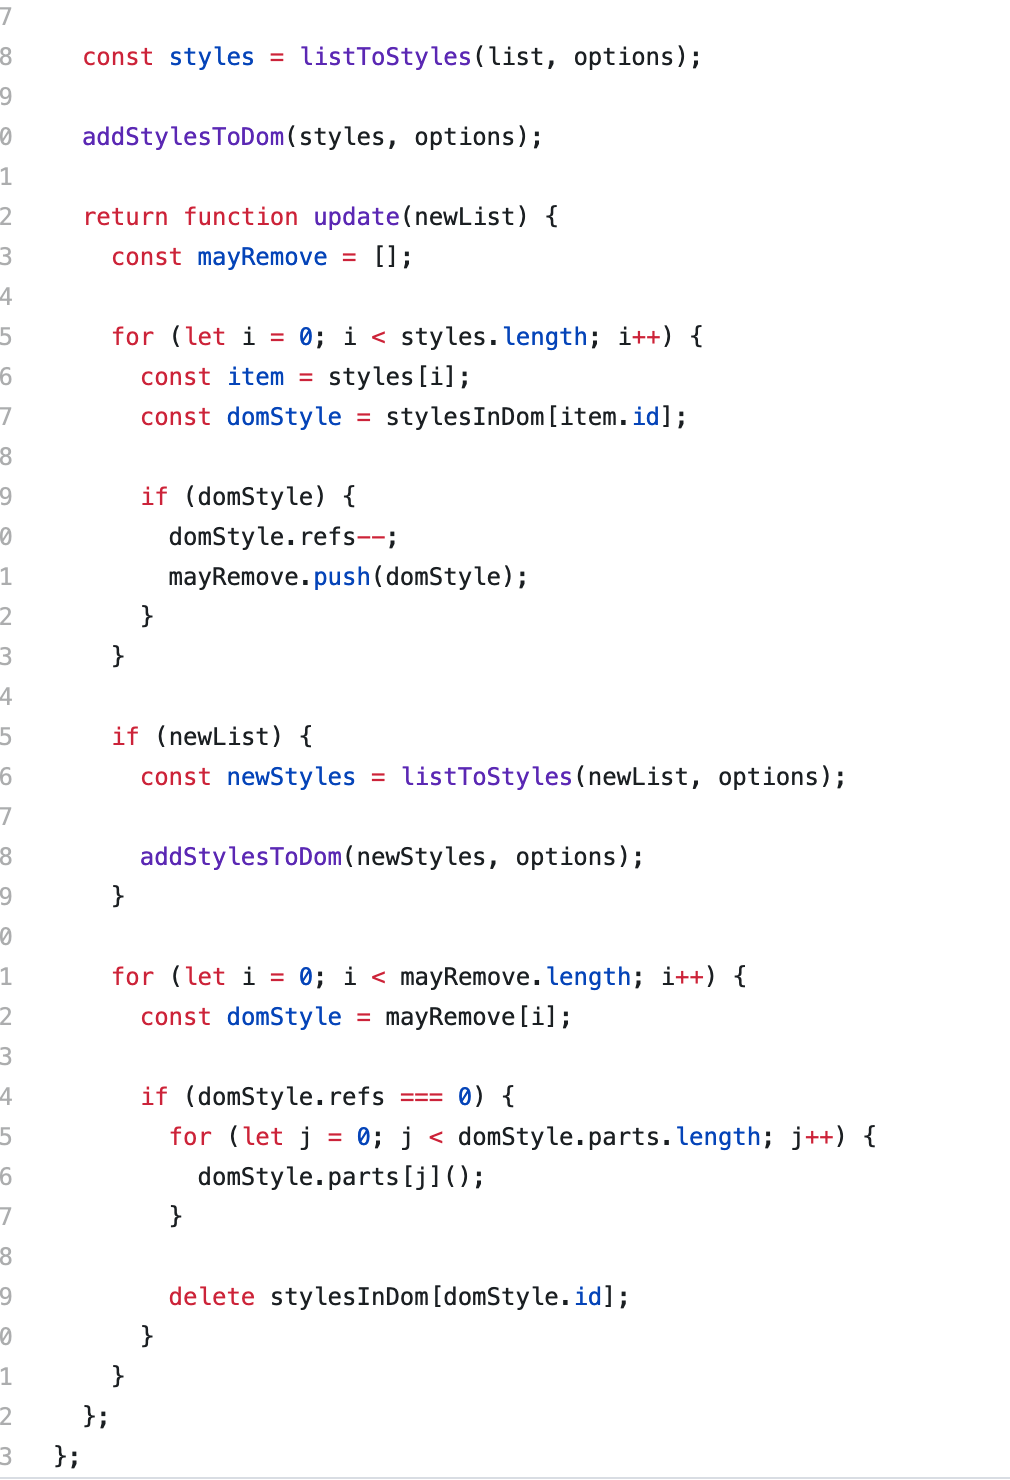 7
8 const styles = listToStyles(list, options);
9
0 addStylesToDom(styles, options);
1
2 return function update(newList) {
3 const mayRemove = [];
4
5 for (let i = 0; i < styles.length; i++) {
6 const item = styles[i];
7 const domStyle = stylesInDom[item.id];
8
9 if (domStyle) {
0 domStyle.refs--;
1 mayRemove.push(domStyle);
2 }
3 }
4
5 if (newList) {
6 const newStyles = listToStyles(newList, options);
7
8 addStylesToDom(newStyles, options);
9 }
0
1 for (let i = 0; i < mayRemove.length; i++) {
2 const domStyle = mayRemove[i];
3
4 if (domStyle.refs === 0) {
5 for (let j = 0; j < domStyle.parts.length; j++) {
6 domStyle.parts[j]();
7 }
8
9 delete stylesInDom[domStyle.id];
0 }
1 }
2 };
3 };